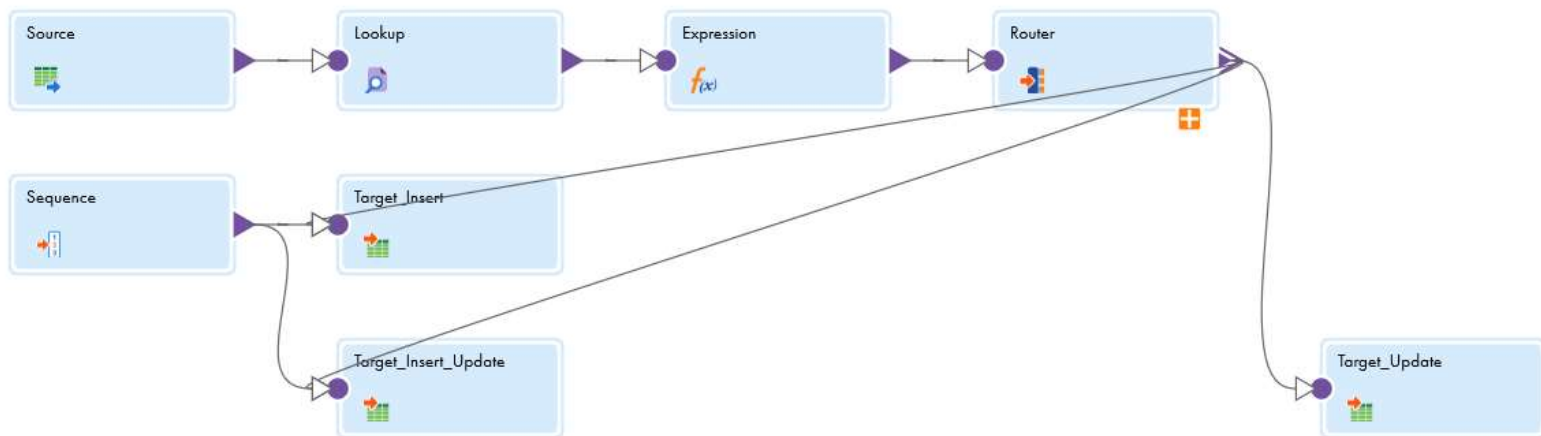 Source
Lookup
Expression
Router
f(x)
Sequence
Target_Insert
Target_Insert_Update
Target_Update